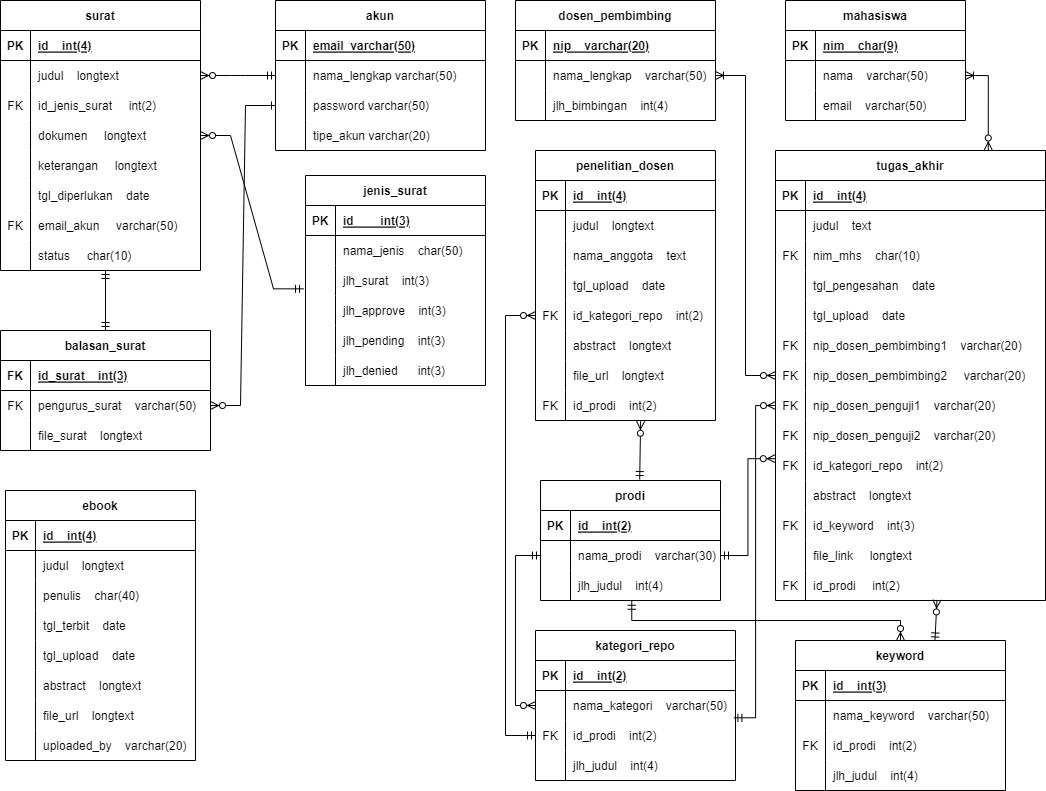 surat
PK id int(4)
judul longtext
FK id_jenis_surat int(2)
dokumen longtext
keterangan longtext
tgl_diperlukan date
FK email_akun varchar(50)
status char(10)
akun
PK email varchar(50)
nama_lengkap varchar(50)
password varchar(50)
tipe_akun varchar(20)
jenis_surat
PK id int(3)
nama_jenis char(50)
jlh_surat int(3)
jlh_approve int(3)
jlh_pending int(3)
jlh_denied int(3)
balasan_surat
FK id_surat int(3)
FK pengurus_surat varchar(50)
file_surat longtext
ebook
PK id int(4)
judul longtext
penulis char(40)
tgl_terbit date
tgl_upload date
abstract longtext
file_url longtext
uploaded_by varchar(20)
dosen_pembimbing
PK nip varchar(20)
nama_lengkap varchar(50)
jlh_bimbingan int(4)
mahasiswa
PK nim char(9)
nama varchar(50)
email varchar(50)
penelitian_dosen
PK id int(4)
judul longtext
nama_anggota text
tgl_upload date
FK id_kategori_repo int(2)
abstract longtext
file_url longtext
FK id_prodi int(2)
tugas_akhir
PK id int(4)
judul text
FK nim_mhs char(10)
tgl_pengesahan date
tgl_upload date
FK nip_dosen_pembimbing1 varchar(20)
FK nip_dosen_pembimbing2 varchar(20)
FK nip_dosen_penguji1 varchar(20)
FK nip_dosen_penguji2 varchar(20)
FK id_kategori_repo int(2)
abstract longtext
FK id_keyword int(3)
file_link longtext
FK id_prodi int(2)
prodi
PK id int(2)
nama_prodi varchar(30)
jlh_judul int(4)
kategori_repo
PK id int(2)
nama_kategori varchar(50)
FK id_prodi int(2)
jlh_judul int(4)
keyword
PK id int(3)
nama_keyword varchar(50)
FK id_prodi int(2)
jlh_judul int(4)